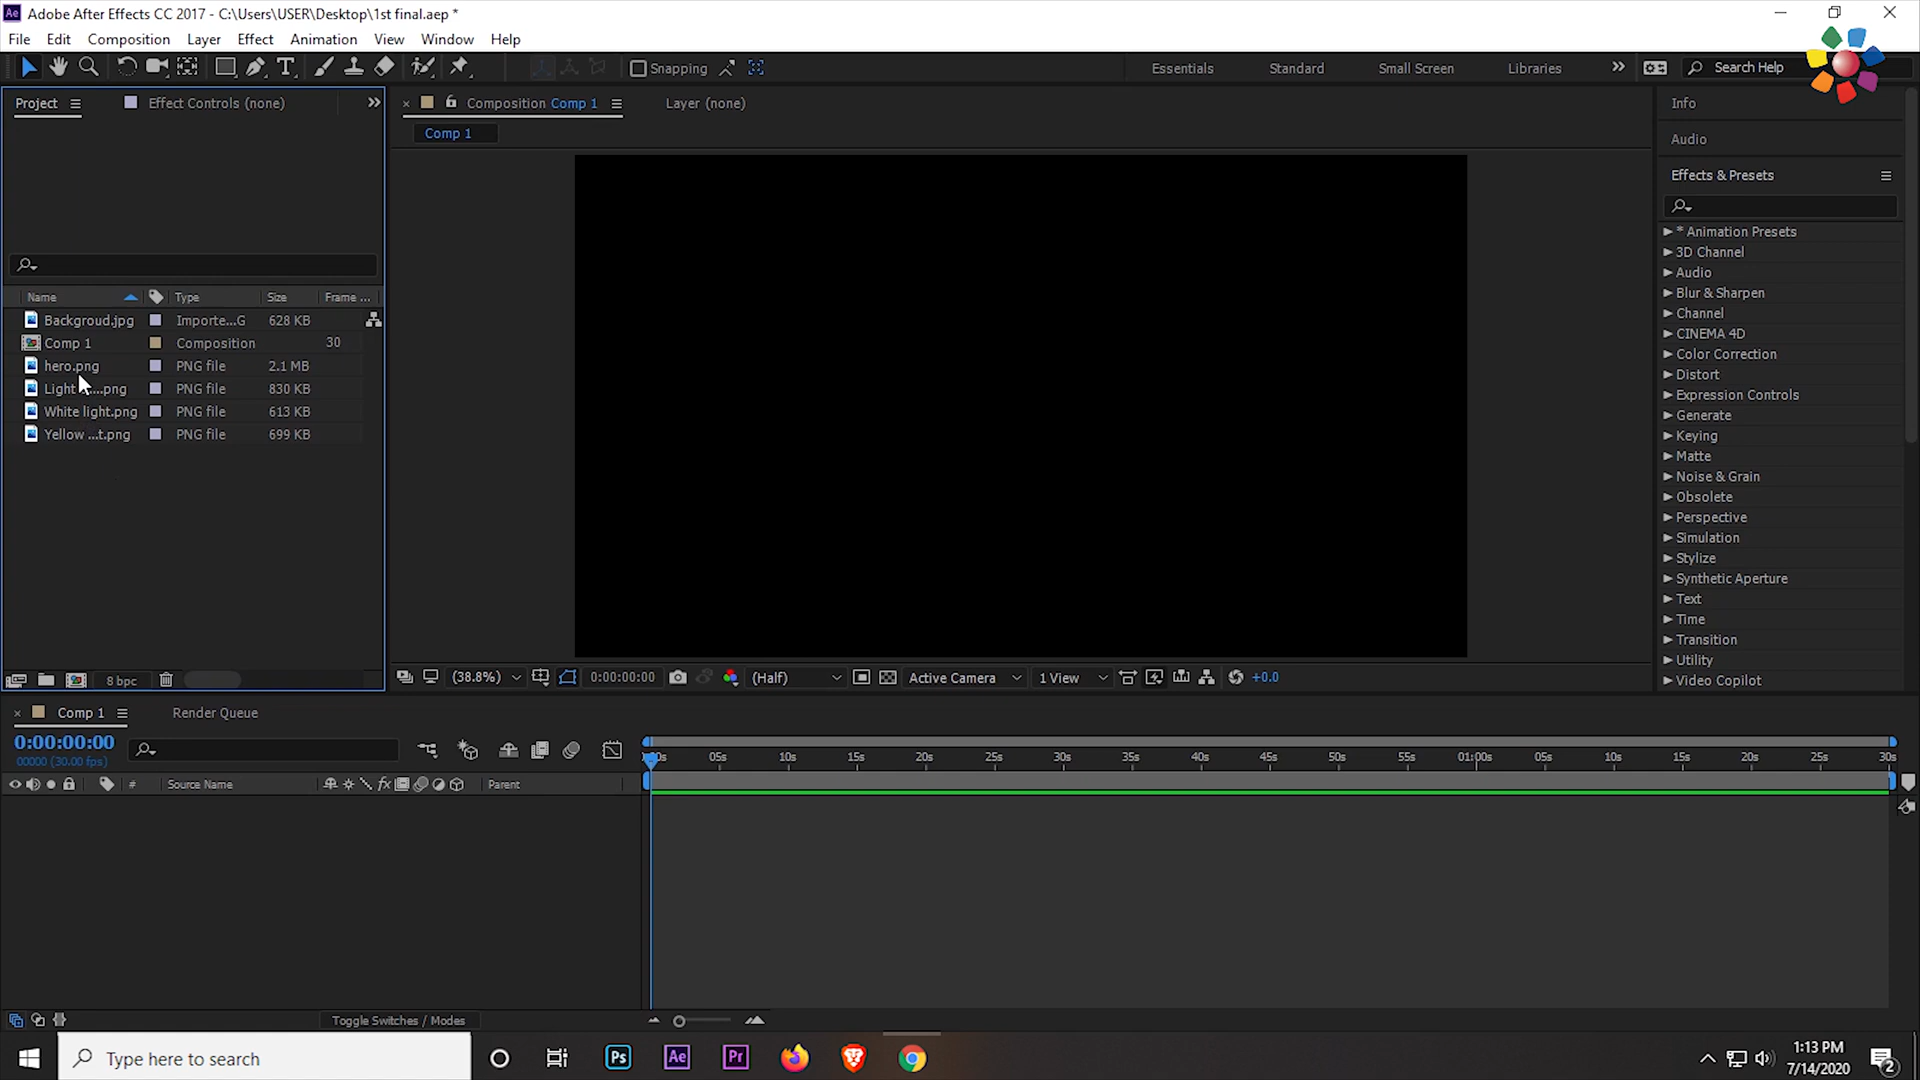 Adobe After Effects CC 2017 - C:\Users\USER\Desktop\1st final.aep *
File Edit Composition Layer Effect Animation View Window Help
Snapping Essentials Standard Small Screen Libraries Search Help
Project Effect Controls (none) Composition Comp 1 Layer (none) Info
Comp 1
Audio
Effects & Presets
Name Type Size Frame ...
Backgroud.jpg Importe...G 628 KB
Comp 1 Composition 30
hero.png PNG file 2.1 MB
Light ...png PNG file 830 KB
White light.png PNG file 613 KB
Yellow ...t.png PNG file 699 KB
* Animation Presets
3D Channel
Audio
Blur & Sharpen
Channel
CINEMA 4D
Color Correction
Distort
Expression Controls
Generate
Keying
Matte
Noise & Grain
Obsolete
Perspective
Simulation
Stylize
Synthetic Aperture
Text
Time
Transition
Utility
Video Copilot
8 bpc (38.8%) 0:00:00:00 (Half) Active Camera 1 View +0.0
Comp 1 Render Queue
0:00:00:00
00000 (30.00 fps)
05s 10s 15s 20s 25s 30s 35s 40s 45s 50s 55s 01:00s 05s 10s 15s 20s 25s 30s
# Source Name fx Parent
Toggle Switches / Modes
Type here to search Ps Ae Pr
1:13 PM
7/14/2020
2